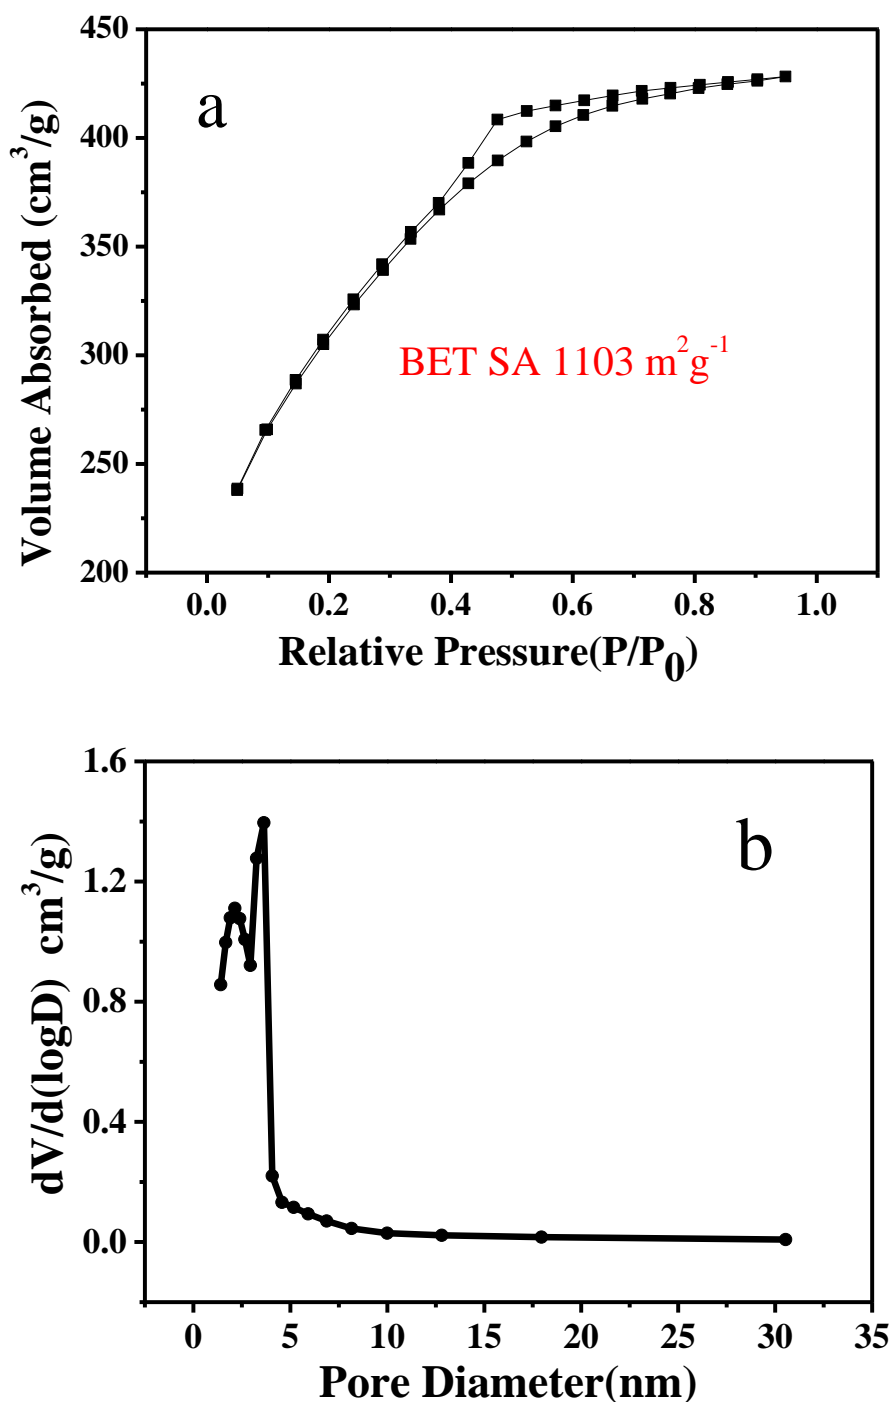 450
400
350
300
250
200
Volume Absorbed (cm³/g)
a
BET SA 1103 m²g⁻¹
0.0 0.2 0.4 0.6 0.8 1.0
Relative Pressure(P/P₀)
1.6
1.2
0.8
0.4
0.0
dV/d(logD) cm³/g
b
0 5 10 15 20 25 30 35
Pore Diameter(nm)